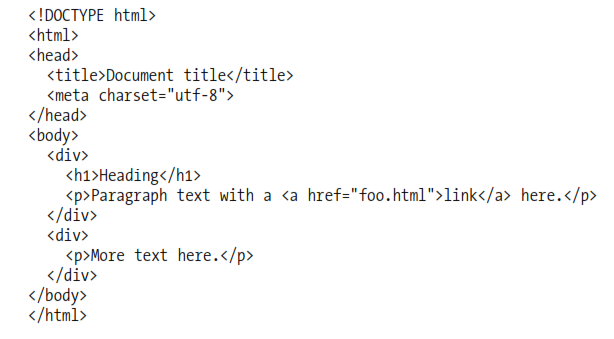 <!DOCTYPE html>
<html>
<head>
  <title>Document title</title>
  <meta charset="utf-8">
</head>
<body>
  <div>
    <h1>Heading</h1>
    <p>Paragraph text with a <a href="foo.html">link</a> here.</p>
  </div>
  <div>
    <p>More text here.</p>
  </div>
</body>
</html>